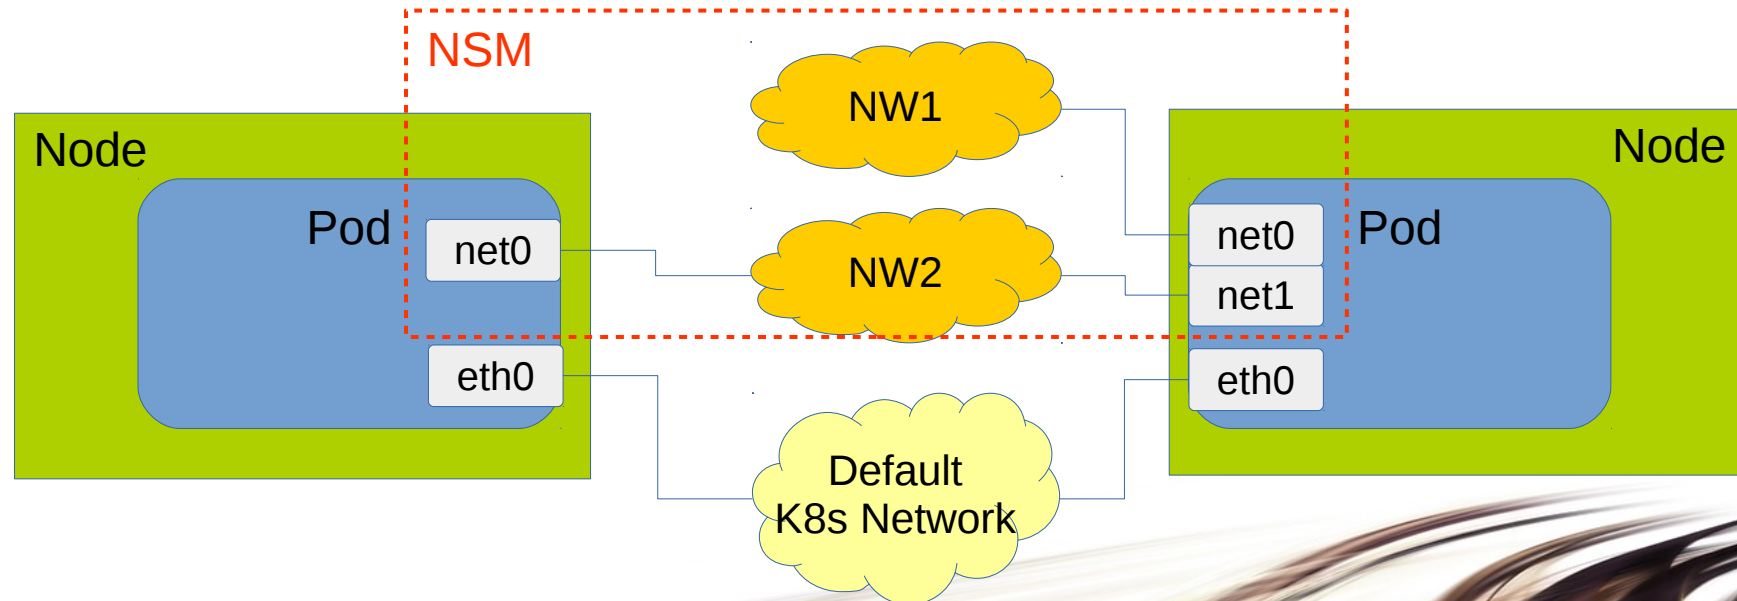 NSM
NW1
Node
Node
Pod
net0
NW2
net0
Pod
net1
eth0
eth0
Default
K8s Network